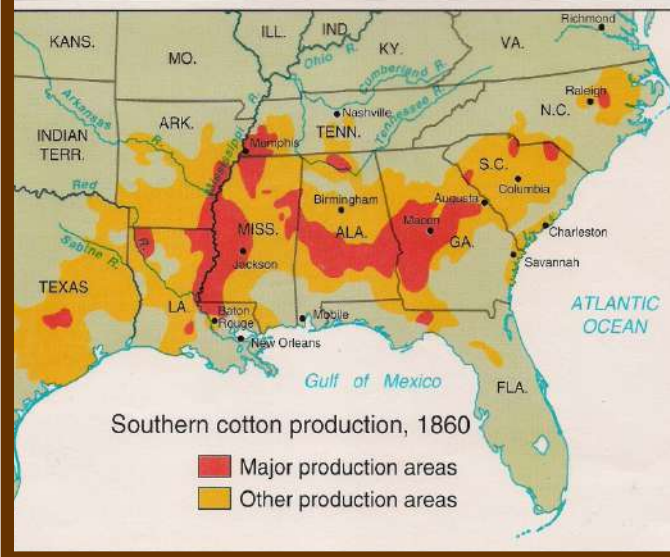 Richmond
KANS.
MO.
ILL.
IND.
KY.
VA.
Ohio R.
Cumberland R.
Tennessee R.
Arkansas
R.
Mississippi R.
Nashville
Raleigh
N.C.
INDIAN
TERR.
ARK.
TENN.
Memphis
Red
R.
S.C.
Columbia
Birmingham
Augusta
Macon
MISS.
ALA.
GA.
Charleston
Sabine R.
Jackson
Savannah
TEXAS
LA.
Baton
Rouge
Mobile
New Orleans
ATLANTIC
OCEAN
Gulf of Mexico
FLA.
Southern cotton production, 1860
Major production areas
Other production areas